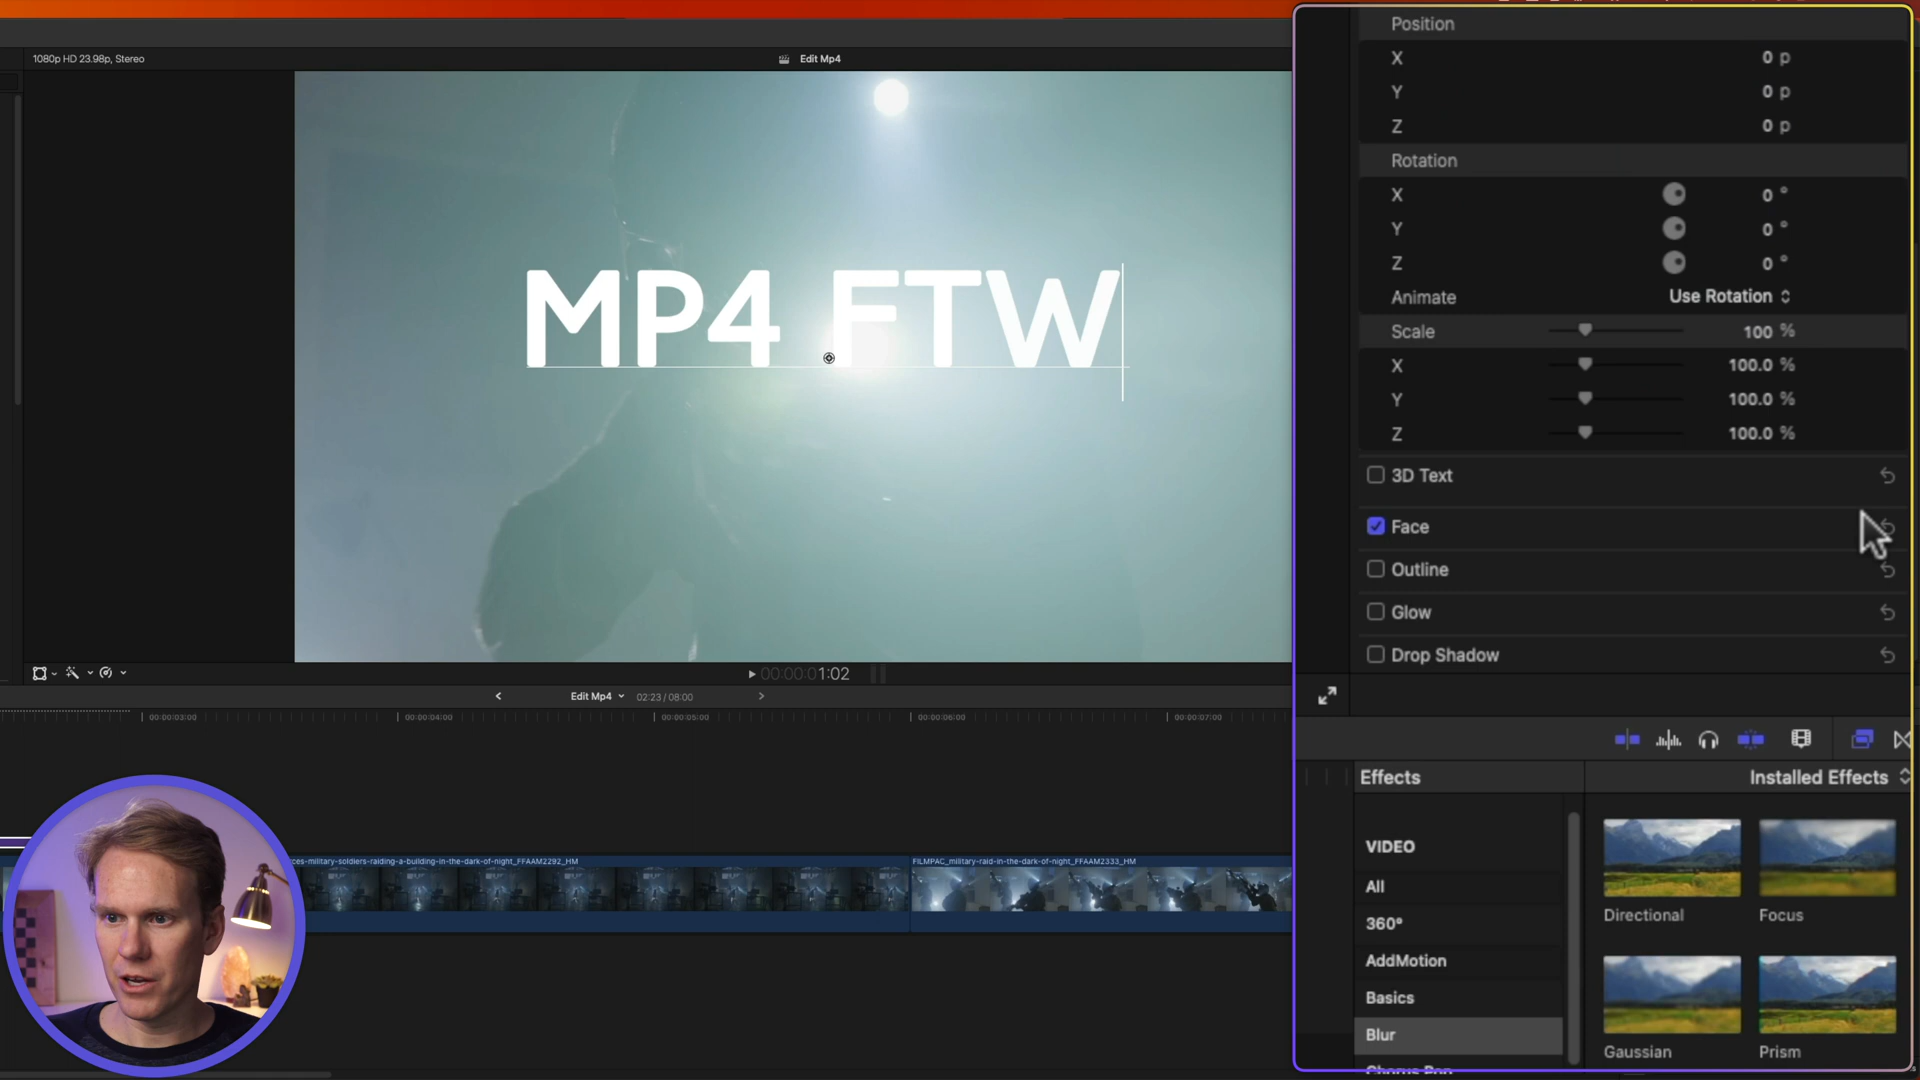 1080p HD 23.98p, Stereo
Edit Mp4
MP4 FTW
00:00:01:02
Edit Mp4
02:23 / 08:00
00:00:03:00
00:00:04:00
00:00:05:00
00:00:06:00
00:00:07:00
ces-military-soldiers-raiding-a-building-in-the-dark-of-night_FFAAM2292_HM
FILMPAC_military-raid-in-the-dark-of-night_FFAAM2333_HM
Position
X 0 p
Y 0 p
Z 0 p
Rotation
X 0 °
Y 0 °
Z 0 °
Animate Use Rotation
Scale 100 %
X 100.0 %
Y 100.0 %
Z 100.0 %
3D Text
Face
Outline
Glow
Drop Shadow
Effects
Installed Effects
VIDEO
All
360°
AddMotion
Basics
Blur
Directional
Focus
Gaussian
Prism